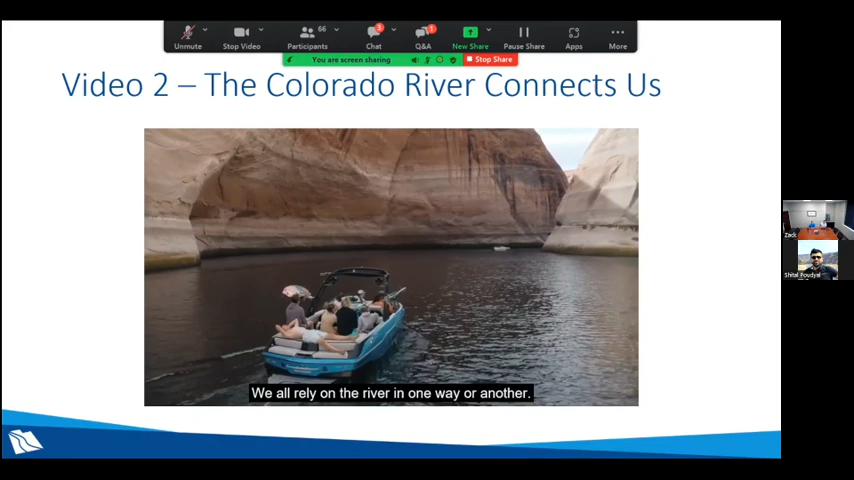 66
3
1
Unmute
Stop Video
Participants
Chat
Q&A
New Share
Pause Share
Apps
More
You are screen sharing
Stop Share
Video 2 – The Colorado River Connects Us
We all rely on the river in one way or another.
Zack
Shital Poudyal